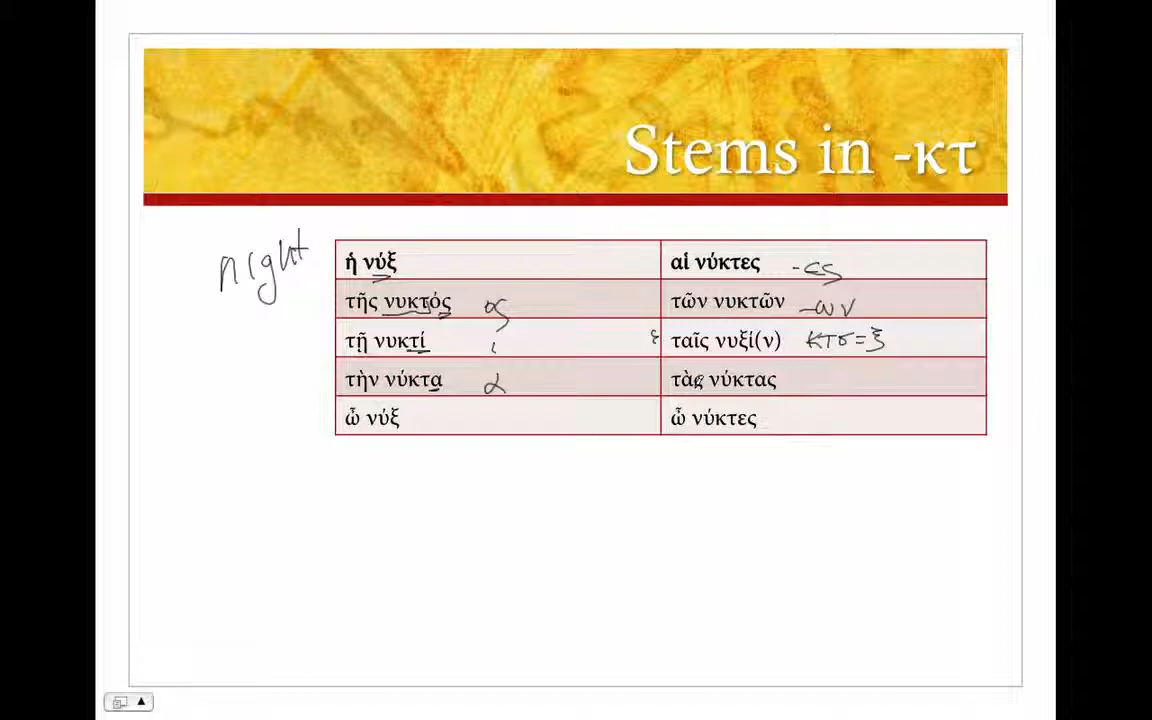 Stems in -κτ
night
ἡ νύξ αἱ νύκτες -ες
τῆς νυκτός ος τῶν νυκτῶν -ων
τῇ νυκτί ι ταῖς νυξί(ν) κτσ=ξ
τὴν νύκτα α τὰς νύκτας
ὦ νύξ ὦ νύκτες